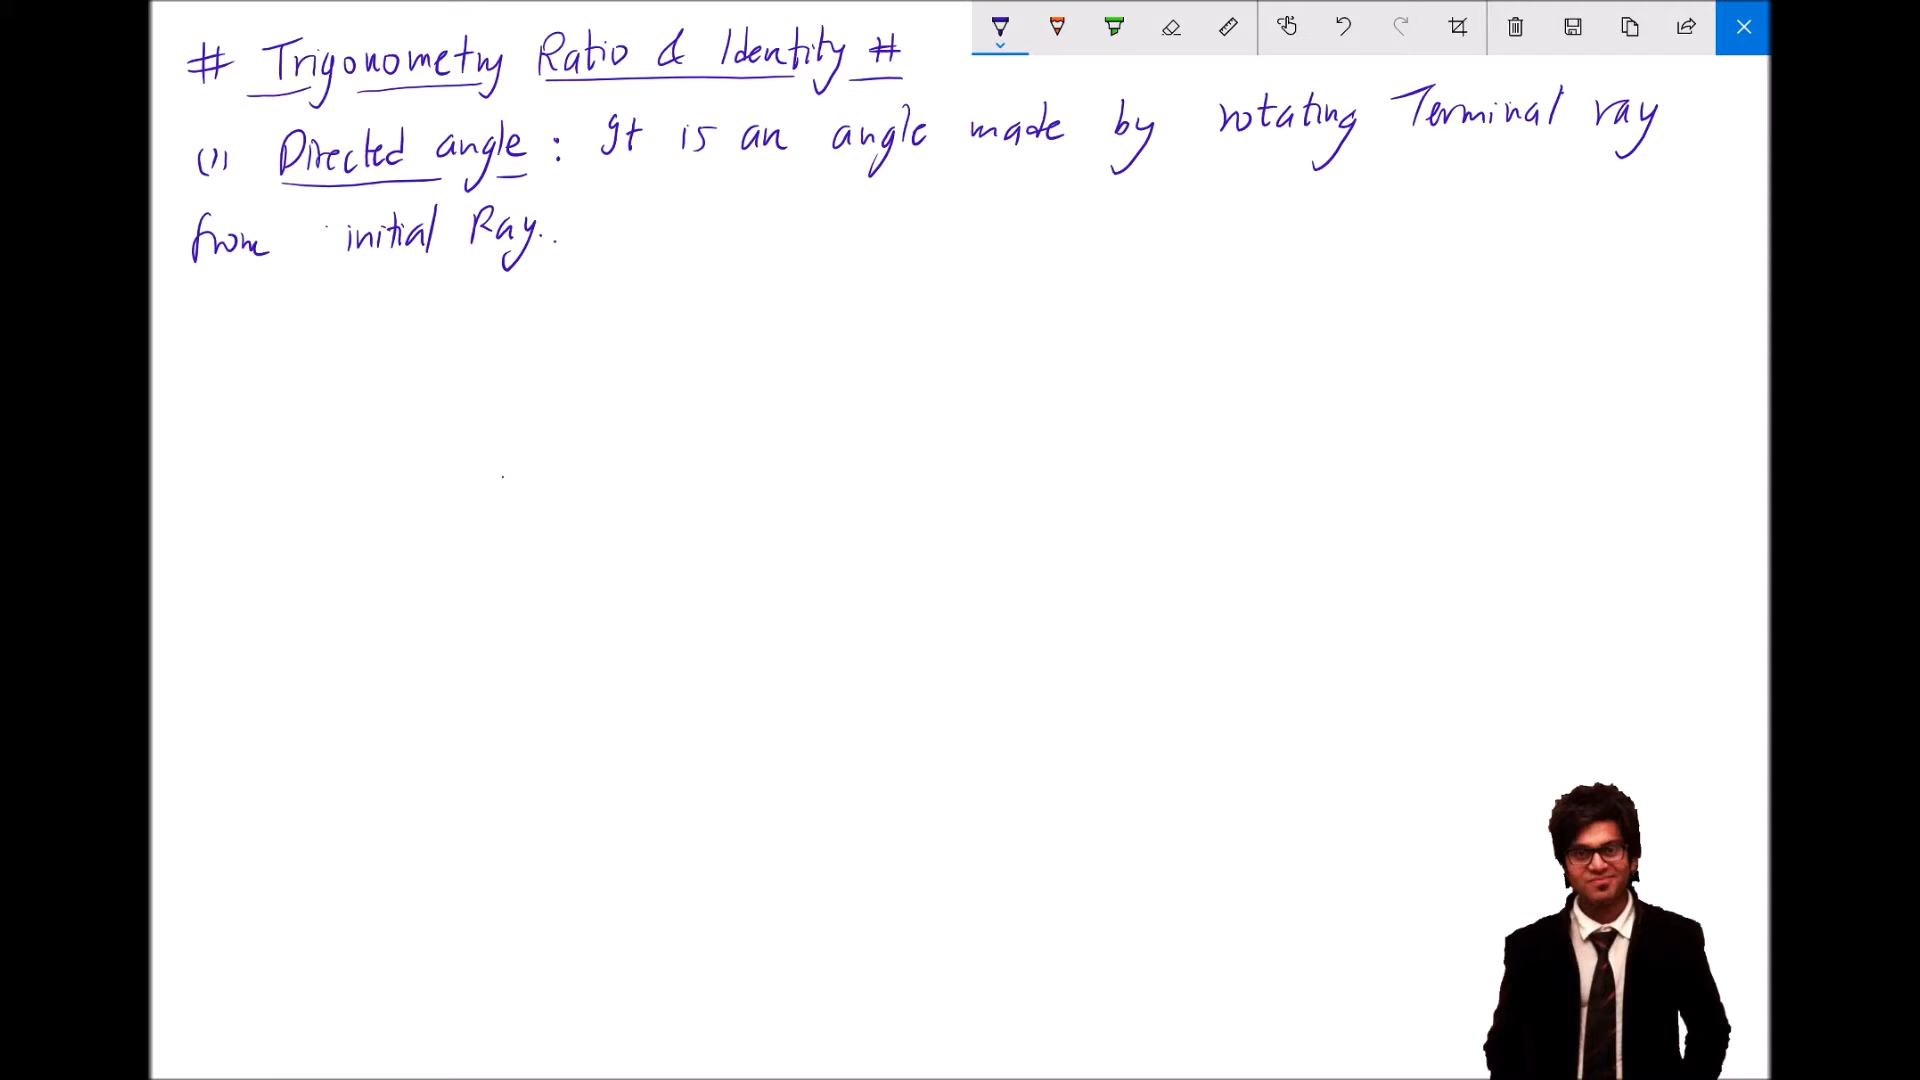 # Trigonometry Ratio & Identity #
(1) Directed angle : It is an angle made by rotating Terminal ray
from initial Ray..